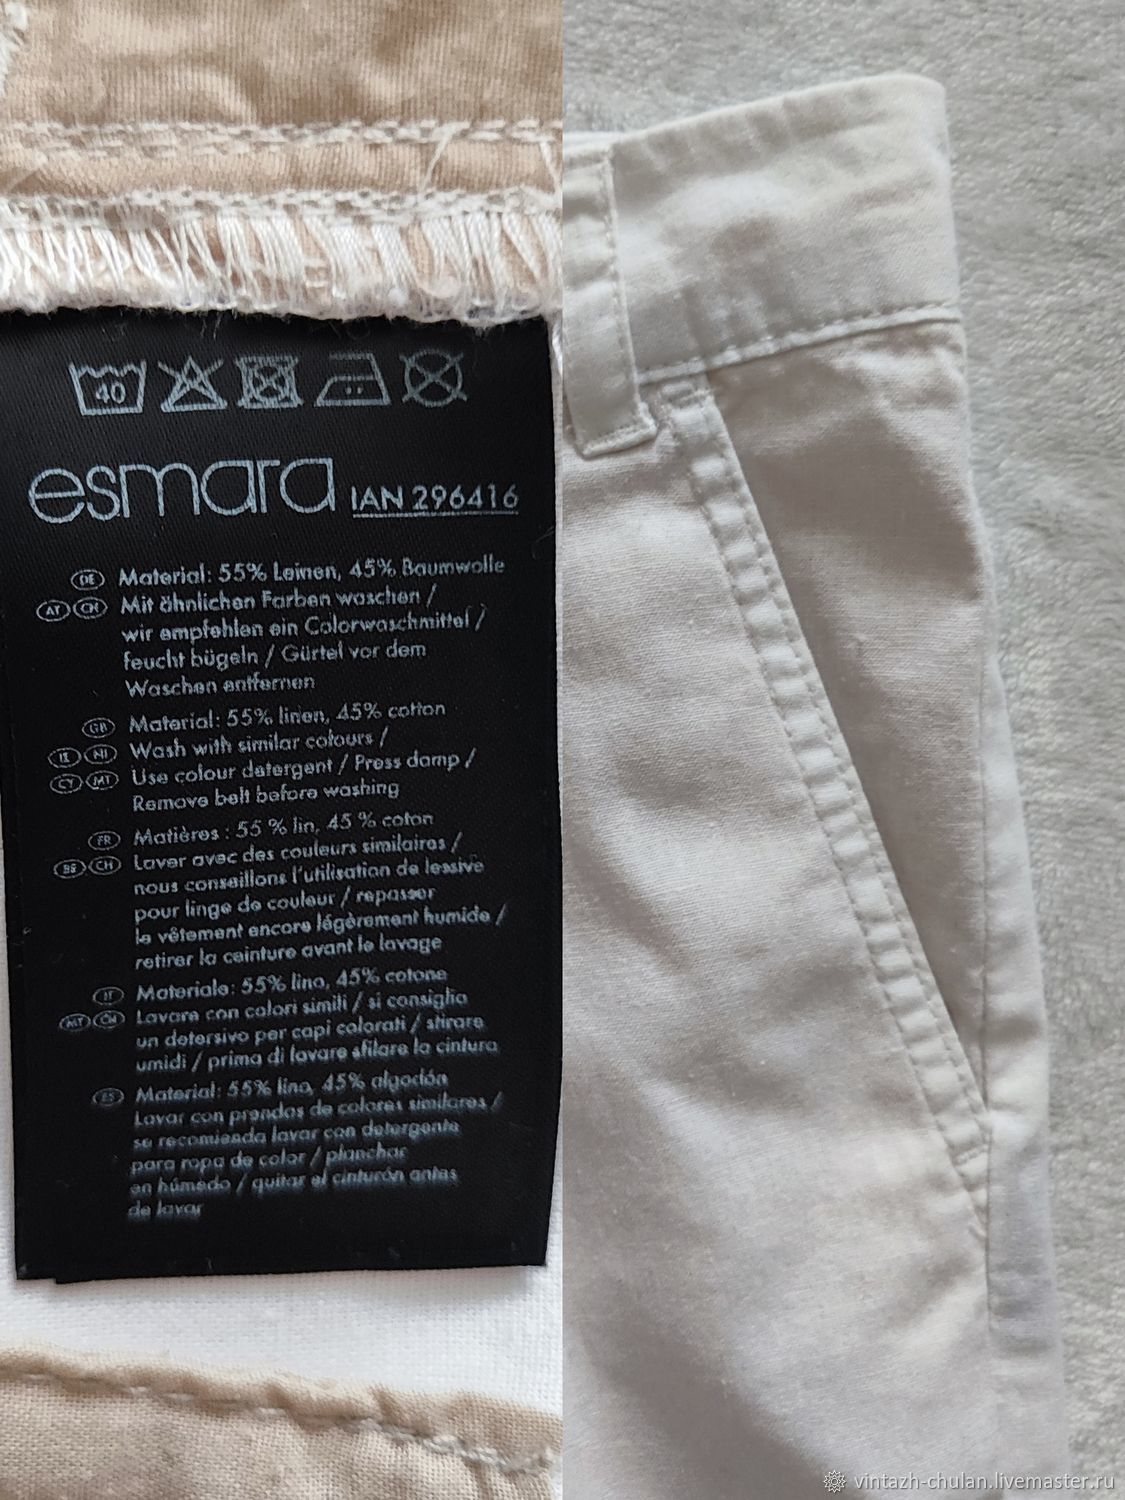 40
esmara IAN 296416
DE Material: 55% Leinen, 45% Baumwolle
AT CH Mit ähnlichen Farben waschen /
wir empfehlen ein Colorwaschmittel /
feucht bügeln / Gürtel vor dem
Waschen entfernen
GB Material: 55% linen, 45% cotton
IE NI Wash with similar colours /
CY MT Use colour detergent / Press damp /
Remove belt before washing
FR Matières : 55 % lin, 45 % coton
BE CH Laver avec des couleurs similaires /
nous conseillons l'utilisation de lessive
pour linge de couleur / repasser
le vêtement encore légèrement humide /
retirer la ceinture avant le lavage
IT Materiale: 55% lino, 45% cotone
MT CH Lavare con colori simili / si consiglia
un detersivo per capi colorati / stirare
umidi / prima di lavare sfilare la cintura
ES Material: 55% lino, 45% algodón
Lavar con prendas de colores similares /
se recomienda lavar con detergente
para ropa de color / planchar
en húmedo / quitar el cinturón antes
de lavar
vintazh-chulan.livemaster.ru